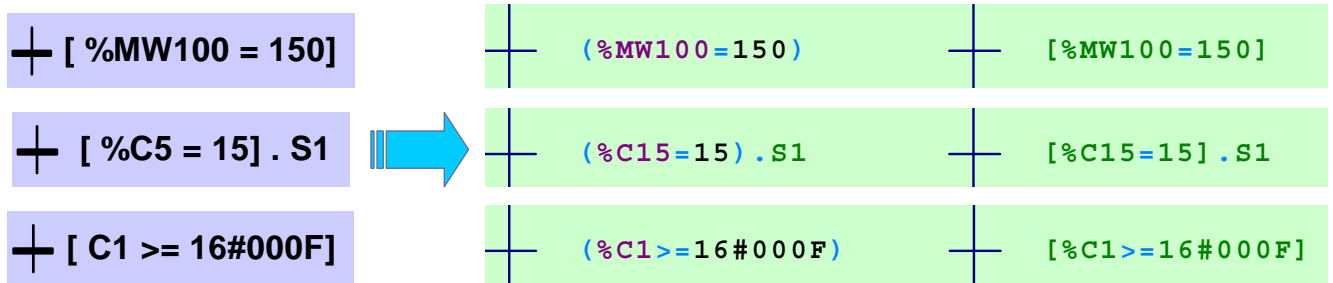 [ %MW100 = 150] (%MW100=150) [%MW100=150]
[ %C5 = 15] . S1 (%C15=15).S1 [%C15=15].S1
[ C1 >= 16#000F] (%C1>=16#000F) [%C1>=16#000F]